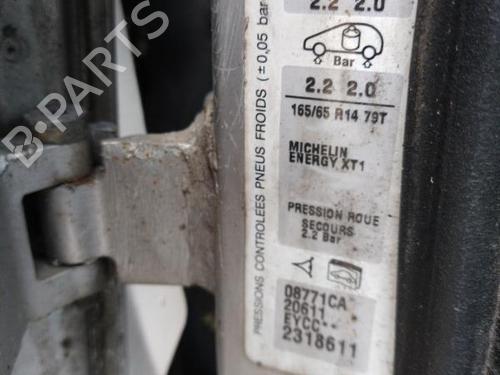 2.2 2.0
Bar
2.2 2.0
165/65 R14 79T
MICHELIN
ENERGY XT1
PRESSION ROUE
SECOURS
2.2 Bar
08771CA
20611
EYCC--
2318611
PRESSIONS CONTROLEES PNEUS FROIDS (±0,05 bar
B-PARTS